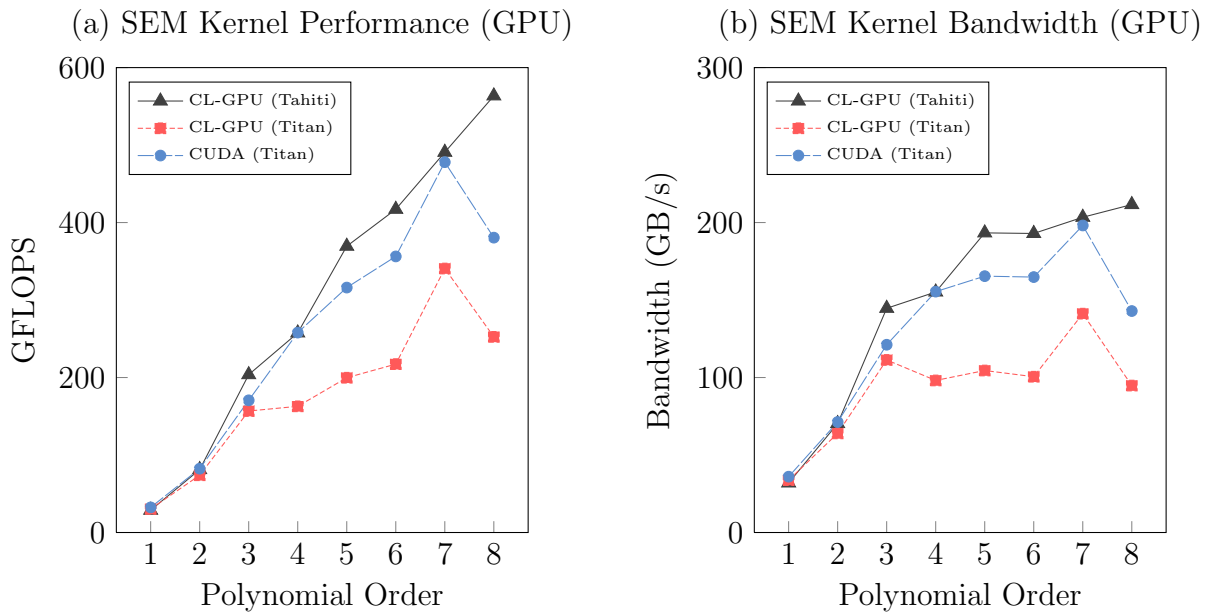 (a) SEM Kernel Performance (GPU)
600
400
200
0
GFLOPS
CL-GPU (Tahiti)
CL-GPU (Titan)
CUDA (Titan)
1 2 3 4 5 6 7 8
Polynomial Order
(b) SEM Kernel Bandwidth (GPU)
300
200
100
0
Bandwidth (GB/s)
CL-GPU (Tahiti)
CL-GPU (Titan)
CUDA (Titan)
1 2 3 4 5 6 7 8
Polynomial Order